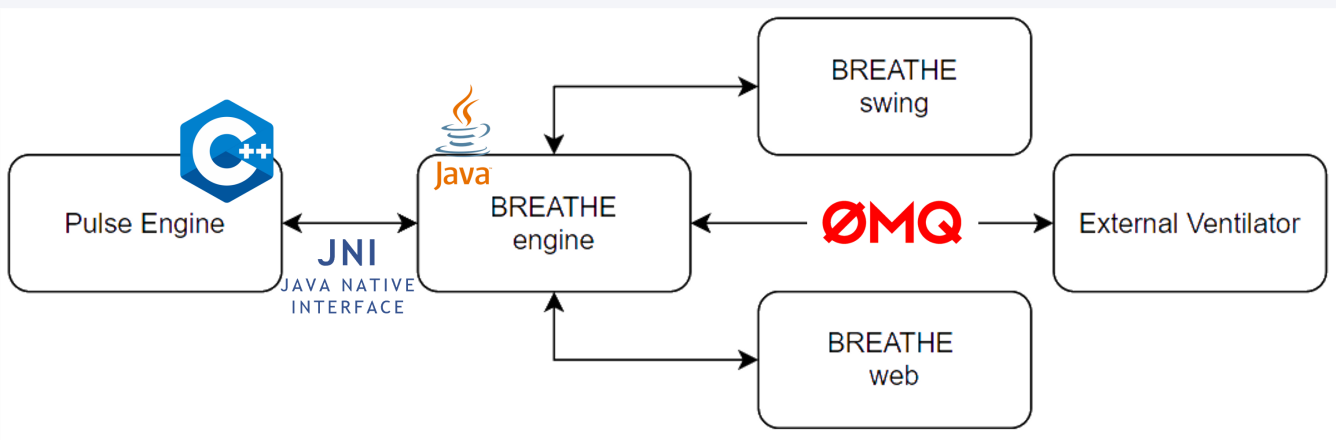 BREATHE
swing
C++
Java
Pulse Engine
JNI
JAVA NATIVE
INTERFACE
BREATHE
engine
ØMQ
External Ventilator
BREATHE
web